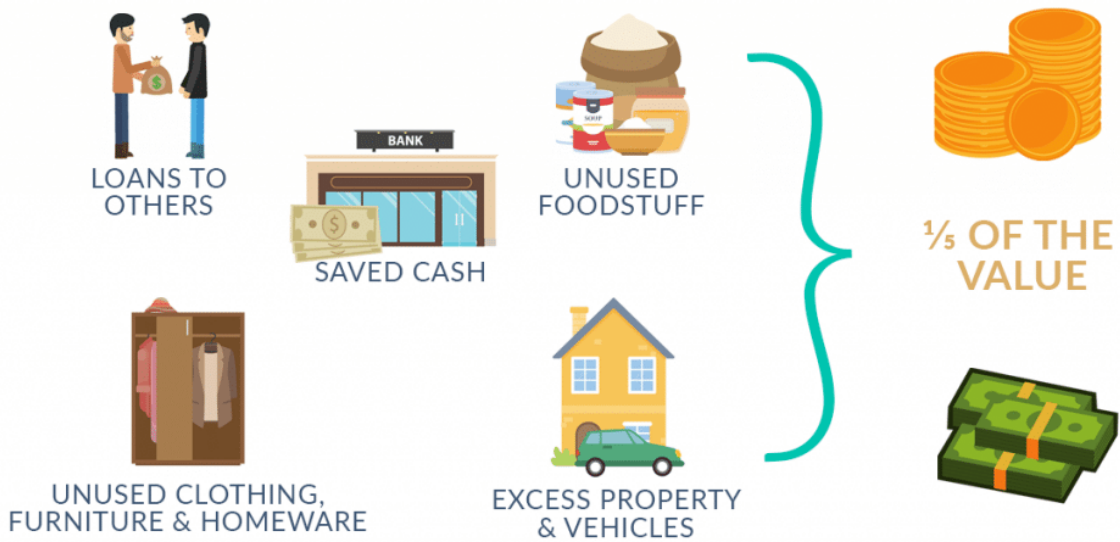 LOANS TO
OTHERS
BANK
$
$
SAVED CASH
SOUP
UNUSED
FOODSTUFF
⅕ OF THE
VALUE
UNUSED CLOTHING,
FURNITURE & HOMEWARE
EXCESS PROPERTY
& VEHICLES